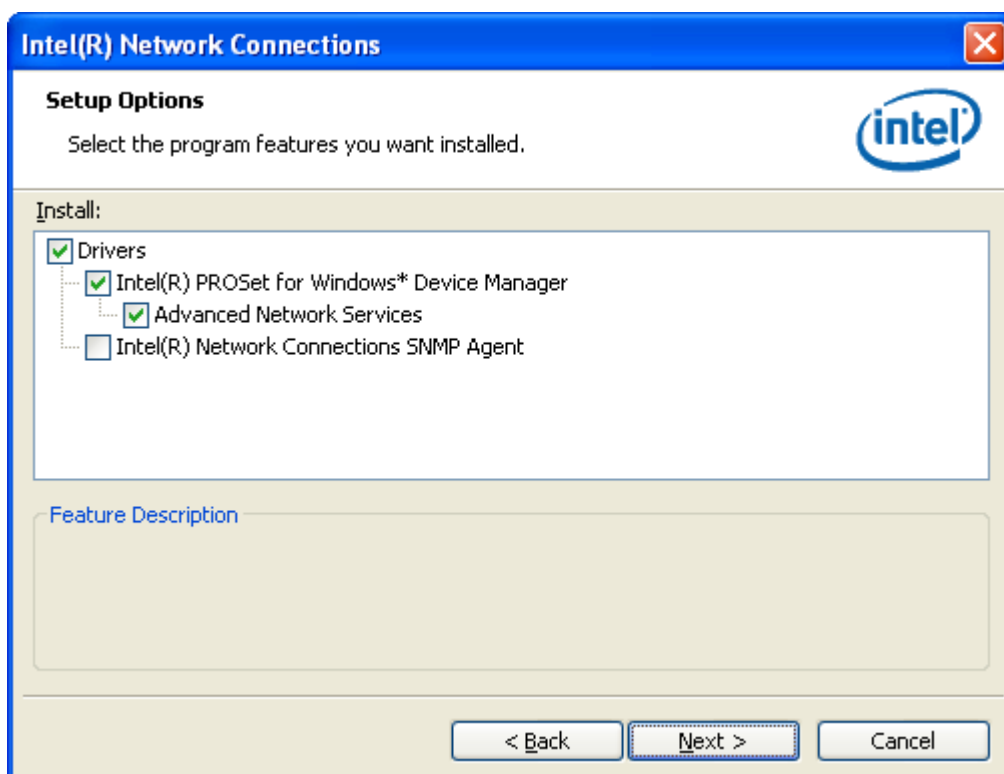 Intel(R) Network Connections
Setup Options
Select the program features you want installed.
intel
Install:
Drivers
Intel(R) PROSet for Windows* Device Manager
Advanced Network Services
Intel(R) Network Connections SNMP Agent
Feature Description
< Back
Next >
Cancel